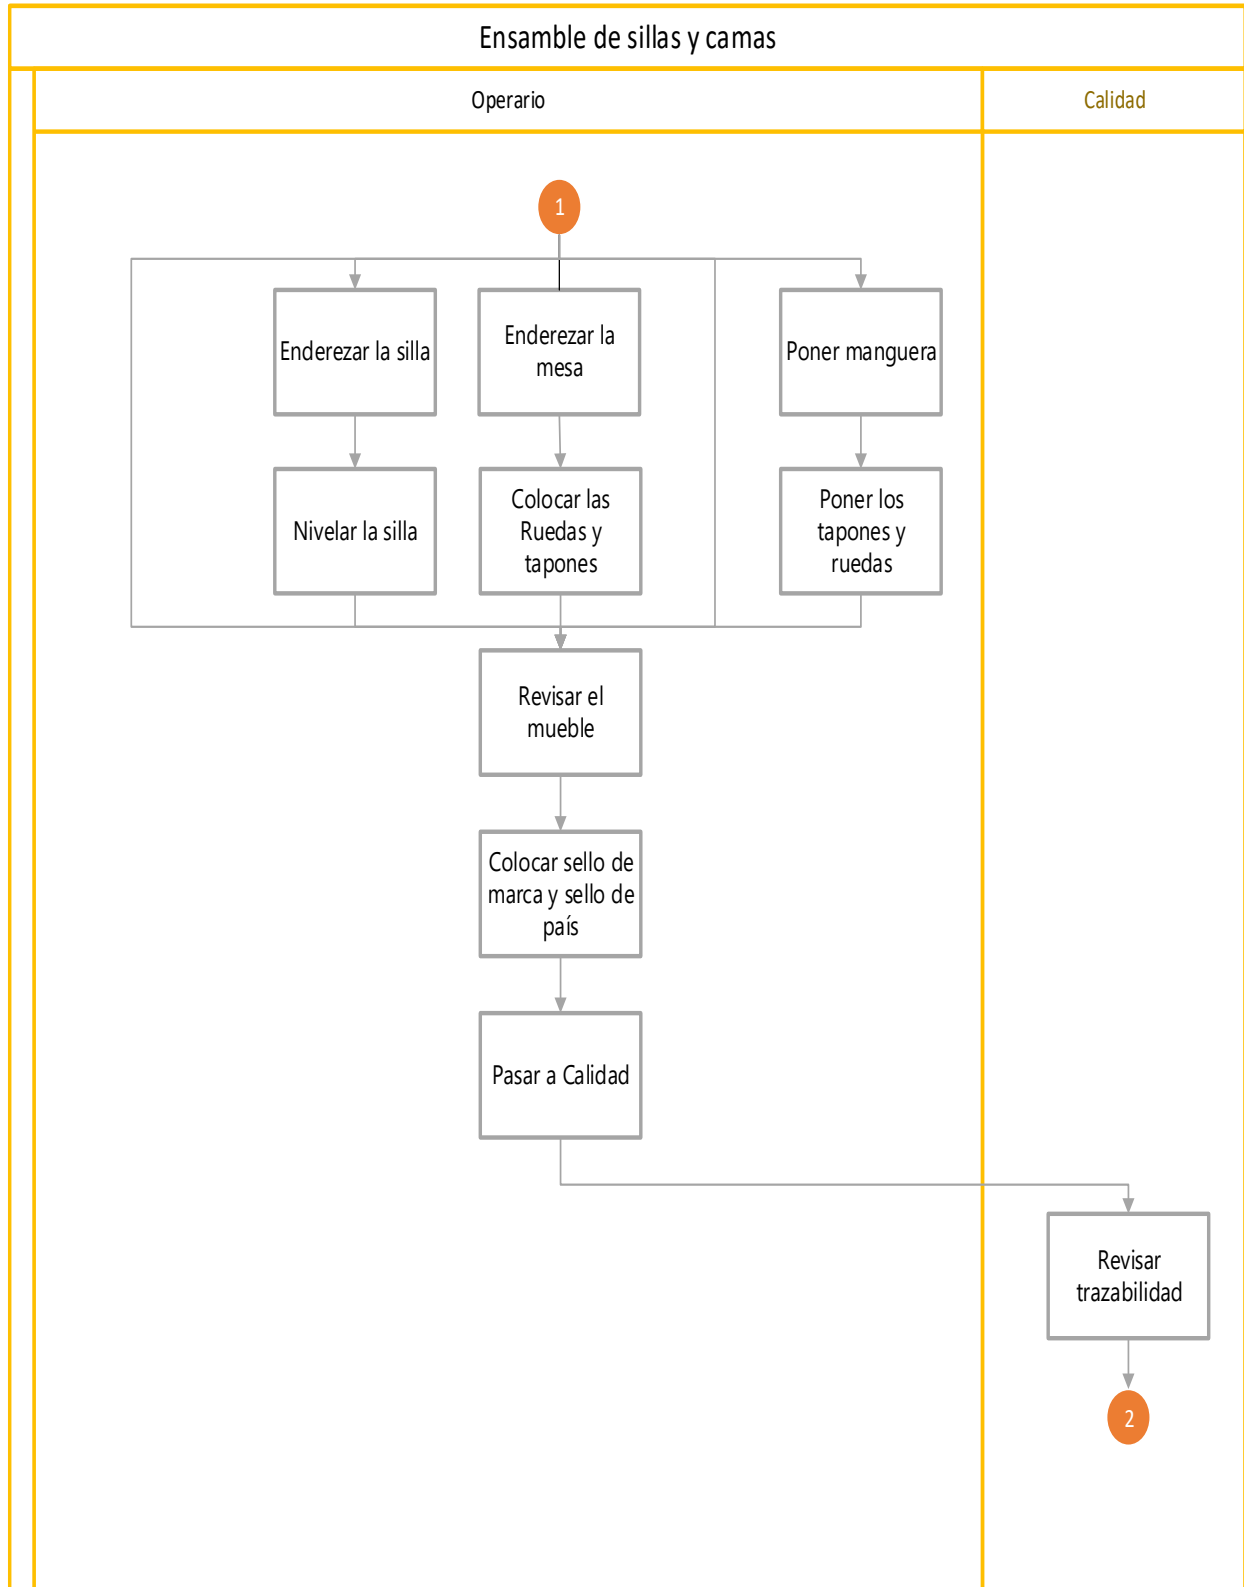 Ensamble de sillas y camas
Operario
Calidad
1
Enderezar la silla
Enderezar la
mesa
Poner manguera
Nivelar la silla
Colocar las
Ruedas y
tapones
Poner los
tapones y
ruedas
Revisar el
mueble
Colocar sello de
marca y sello de
país
Pasar a Calidad
Revisar
trazabilidad
2